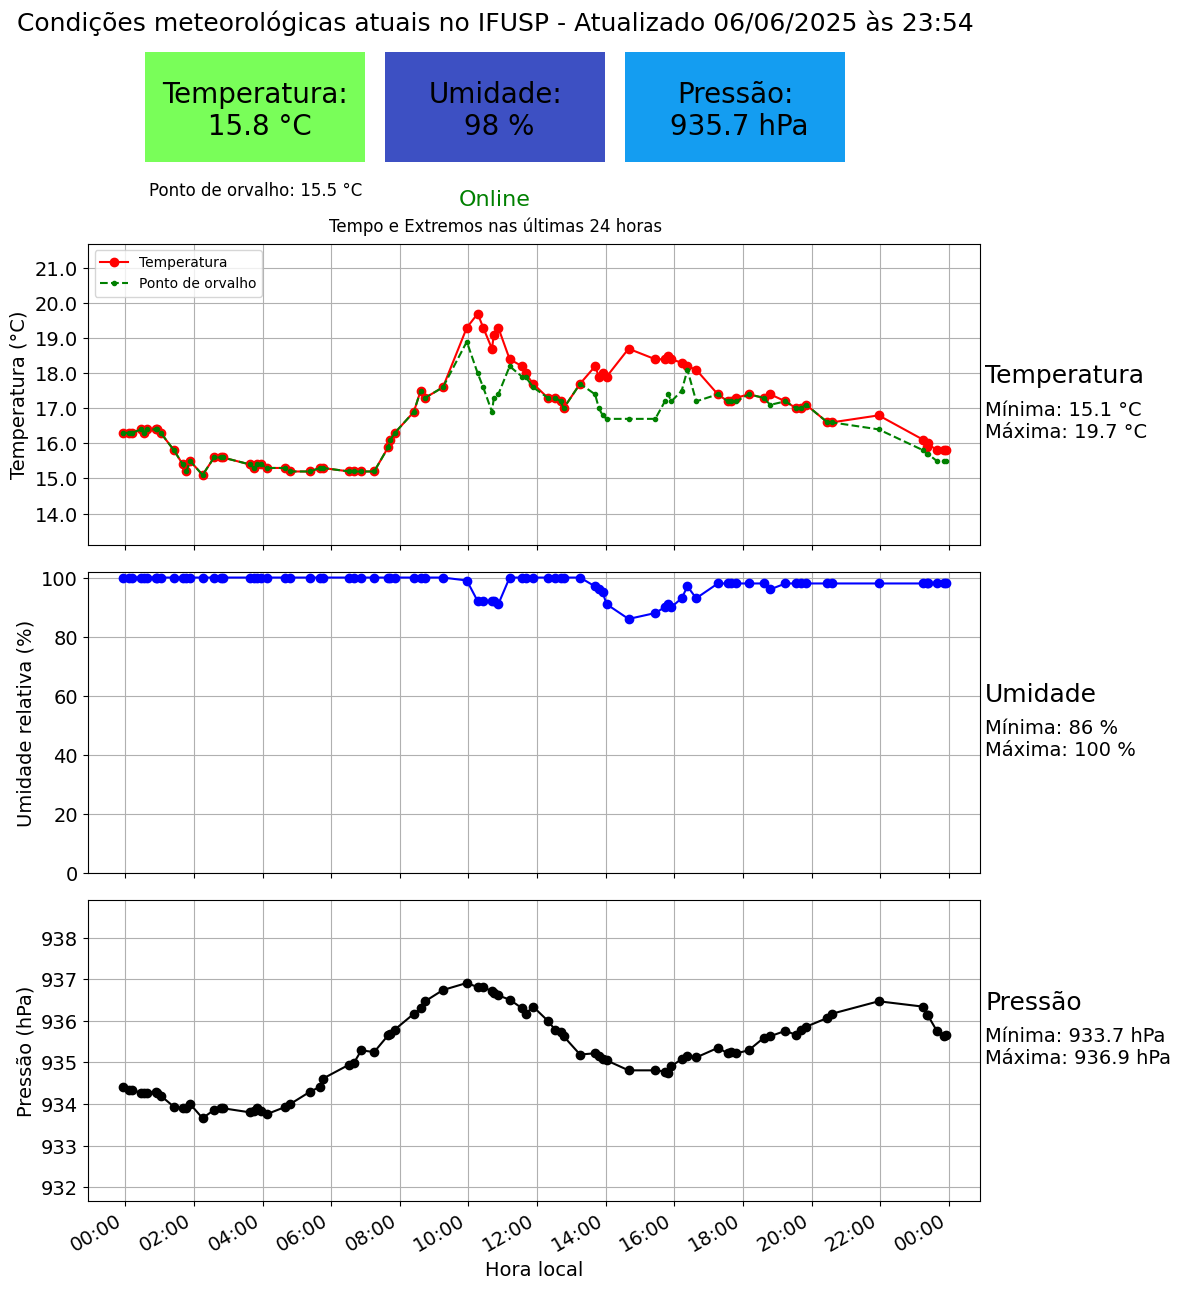 Condições meteorológicas atuais no IFUSP - Atualizado 06/06/2025 às 23:54
Temperatura:
15.8 °C
Umidade:
98 %
Pressão:
935.7 hPa
Ponto de orvalho: 15.5 °C
Online
Tempo e Extremos nas últimas 24 horas
Temperatura
Ponto de orvalho
Temperatura (°C)
21.0
20.0
19.0
18.0
17.0
16.0
15.0
14.0
Temperatura
Mínima: 15.1 °C
Máxima: 19.7 °C
Umidade relativa (%)
100
80
60
40
20
0
Umidade
Mínima: 86 %
Máxima: 100 %
Pressão (hPa)
938
937
936
935
934
933
932
Pressão
Mínima: 933.7 hPa
Máxima: 936.9 hPa
00:00 02:00 04:00 06:00 08:00 10:00 12:00 14:00 16:00 18:00 20:00 22:00 00:00
Hora local